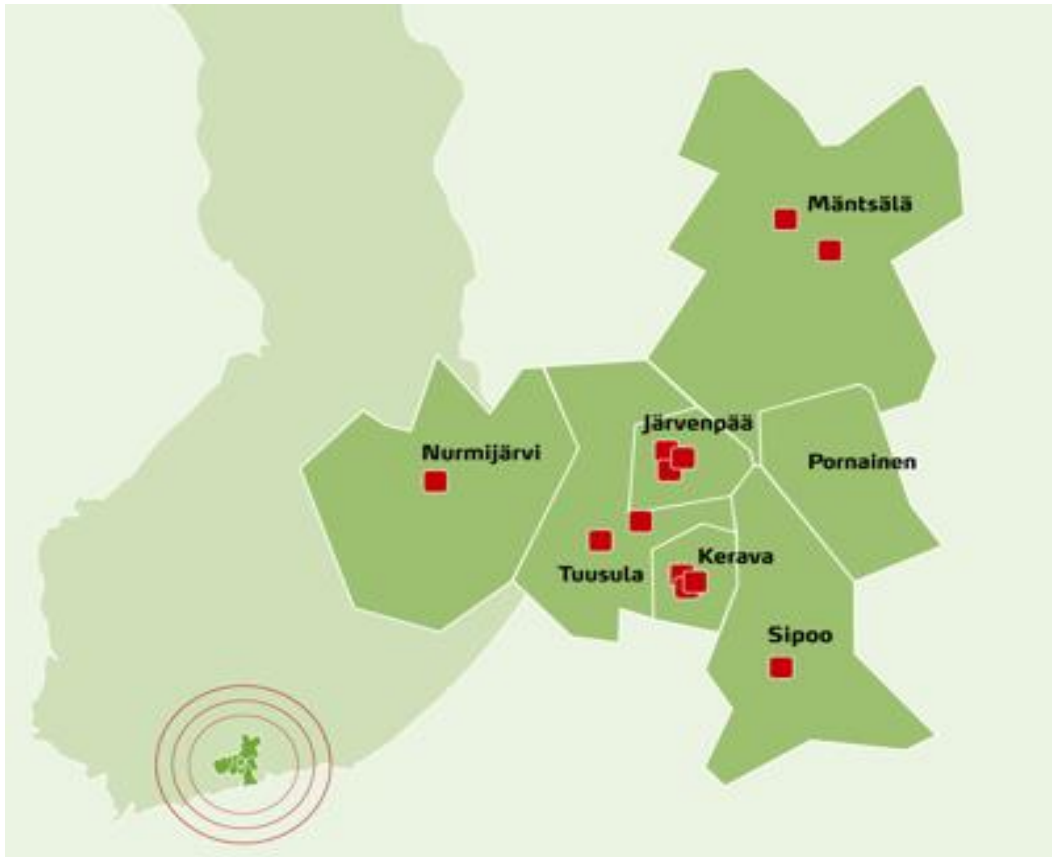 Mäntsälä
Järvenpää
Nurmijärvi
Pornainen
Kerava
Tuusula
Sipoo